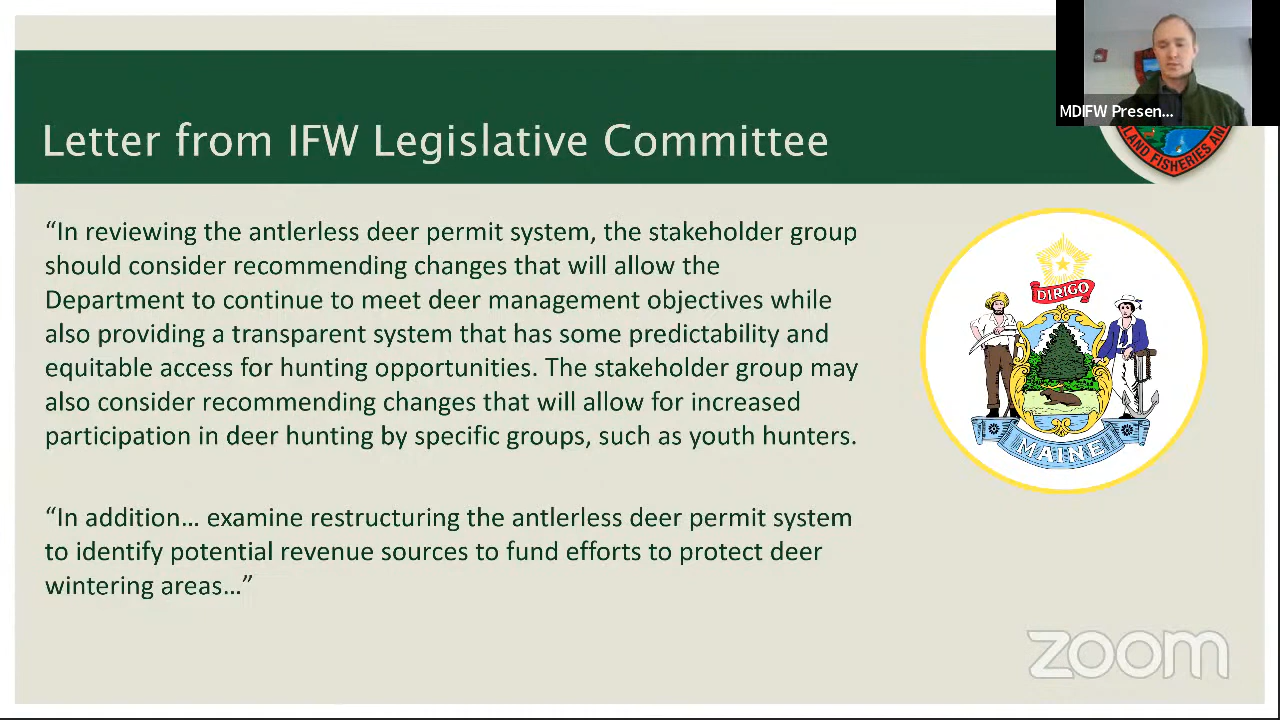 MDIFW Presen...
Letter from IFW Legislative Committee
LAND FISHERIES AND
“In reviewing the antlerless deer permit system, the stakeholder group
should consider recommending changes that will allow the
Department to continue to meet deer management objectives while
also providing a transparent system that has some predictability and
equitable access for hunting opportunities. The stakeholder group may
also consider recommending changes that will allow for increased
participation in deer hunting by specific groups, such as youth hunters.
“In addition… examine restructuring the antlerless deer permit system
to identify potential revenue sources to fund efforts to protect deer
wintering areas…”
DIRIGO
MAINE
zoom